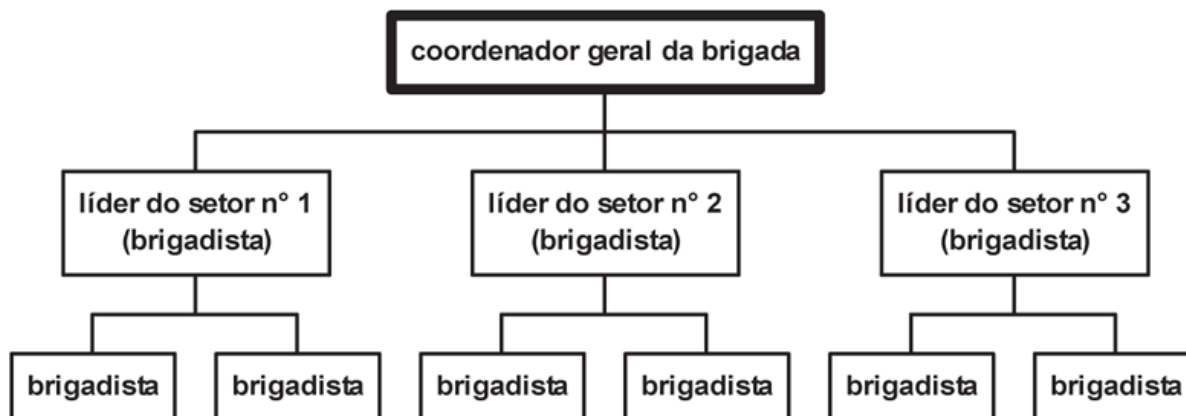 coordenador geral da brigada
líder do setor n° 1
(brigadista)
líder do setor n° 2
(brigadista)
líder do setor n° 3
(brigadista)
brigadista
brigadista
brigadista
brigadista
brigadista
brigadista